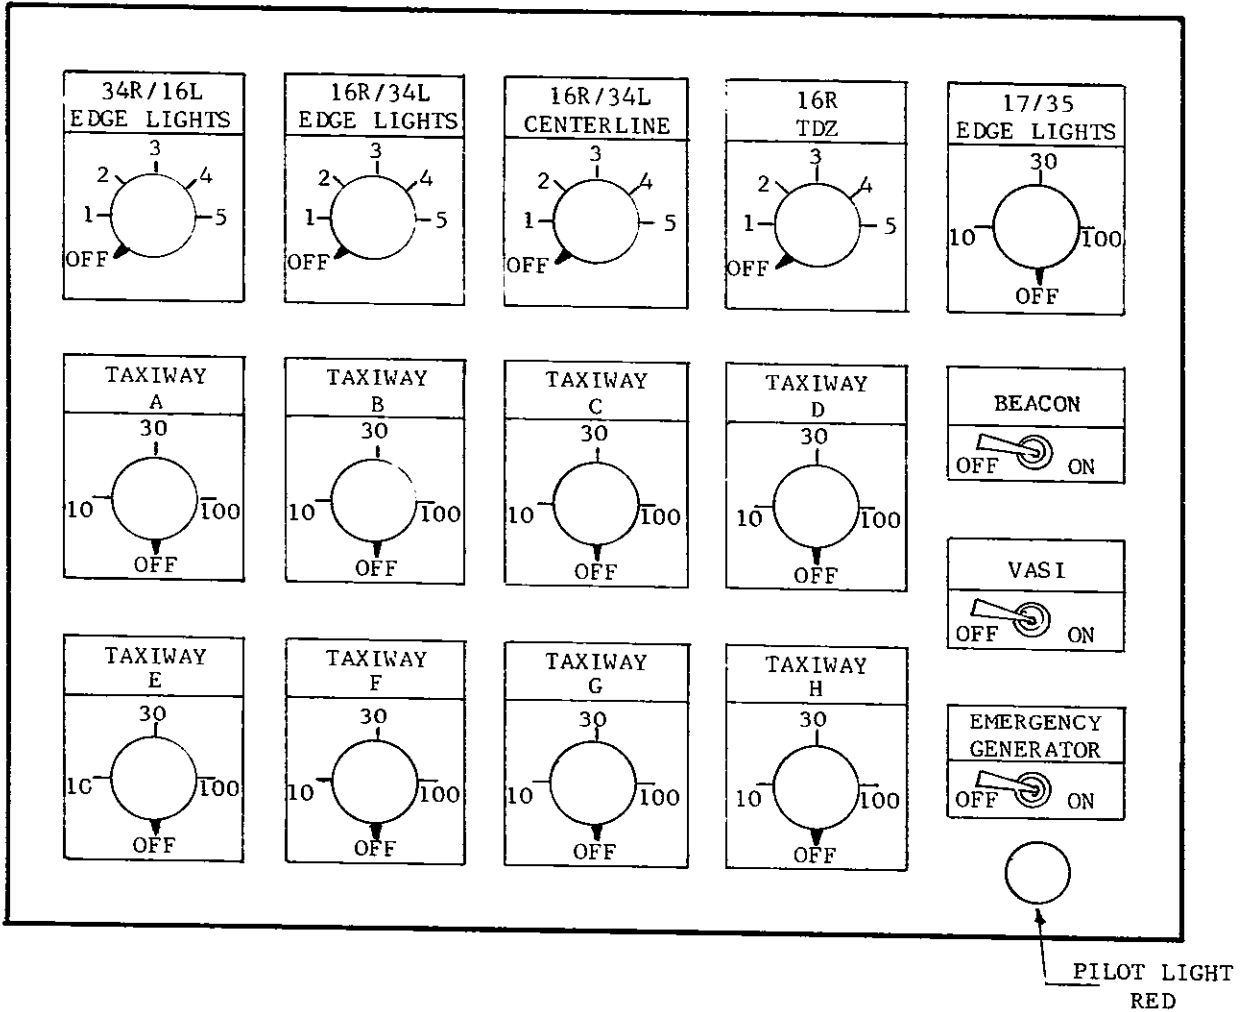 34R/16L
EDGE LIGHTS
3
2 4
1 5
OFF
16R/34L
EDGE LIGHTS
3
2 4
1 5
OFF
16R/34L
CENTERLINE
3
2 4
1 5
OFF
16R
TDZ
3
2 4
1 5
OFF
17/35
EDGE LIGHTS
30
10 100
OFF
TAXIWAY
A
30
10 100
OFF
TAXIWAY
B
30
10 100
OFF
TAXIWAY
C
30
10 100
OFF
TAXIWAY
D
30
10 100
OFF
BEACON
OFF ON
VASI
OFF ON
TAXIWAY
E
30
10 100
OFF
TAXIWAY
F
30
10 100
OFF
TAXIWAY
G
30
10 100
OFF
TAXIWAY
H
30
10 100
OFF
EMERGENCY
GENERATOR
OFF ON
PILOT LIGHT
RED